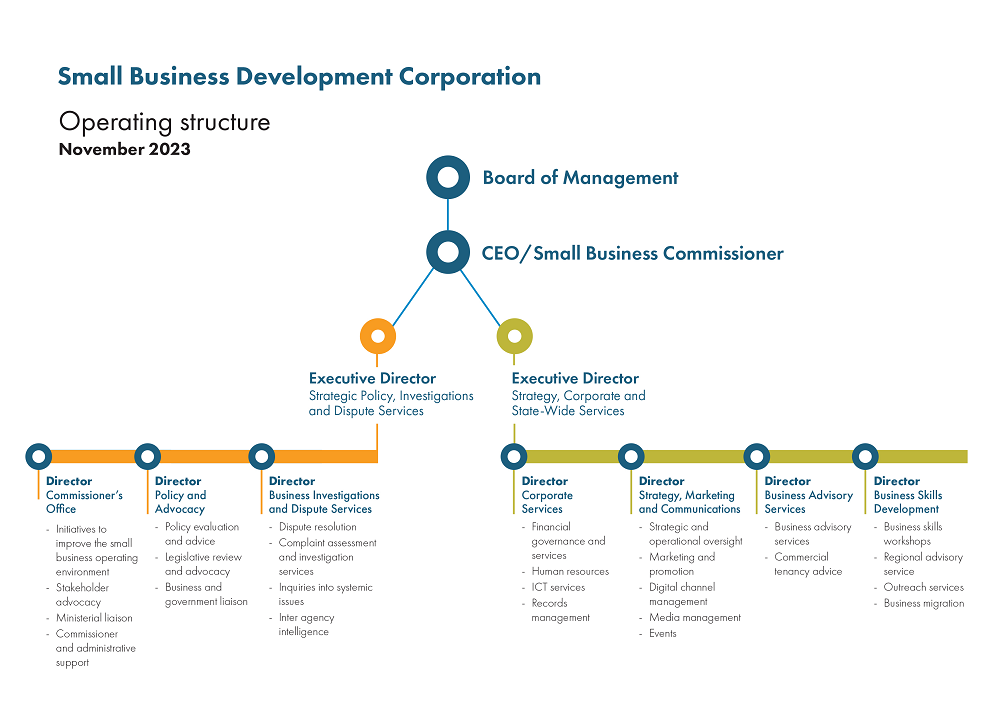 Small Business Development Corporation
Operating structure
November 2023
Board of Management
CEO/Small Business Commissioner
Executive Director
Strategic Policy, Investigations
and Dispute Services
Executive Director
Strategy, Corporate and
State-Wide Services
Director
Commissioner's
Office
- Initiatives to
improve the small
business operating
environment
- Stakeholder
advocacy
- Ministerial liaison
- Commissioner
and administrative
support
Director
Policy and
Advocacy
- Policy evaluation
and advice
- Legislative review
and advocacy
- Business and
government liaison
Director
Business Investigations
and Dispute Services
- Dispute resolution
- Complaint assessment
and investigation
services
- Inquiries into systemic
issues
- Inter agency
intelligence
Director
Corporate
Services
- Financial
governance and
services
- Human resources
- ICT services
- Records
management
Director
Strategy, Marketing
and Communications
- Strategic and
operational oversight
- Marketing and
promotion
- Digital channel
management
- Media management
- Events
Director
Business Advisory
Services
- Business advisory
services
- Commercial
tenancy advice
Director
Business Skills
Development
- Business skills
workshops
- Regional advisory
service
- Outreach services
- Business migration